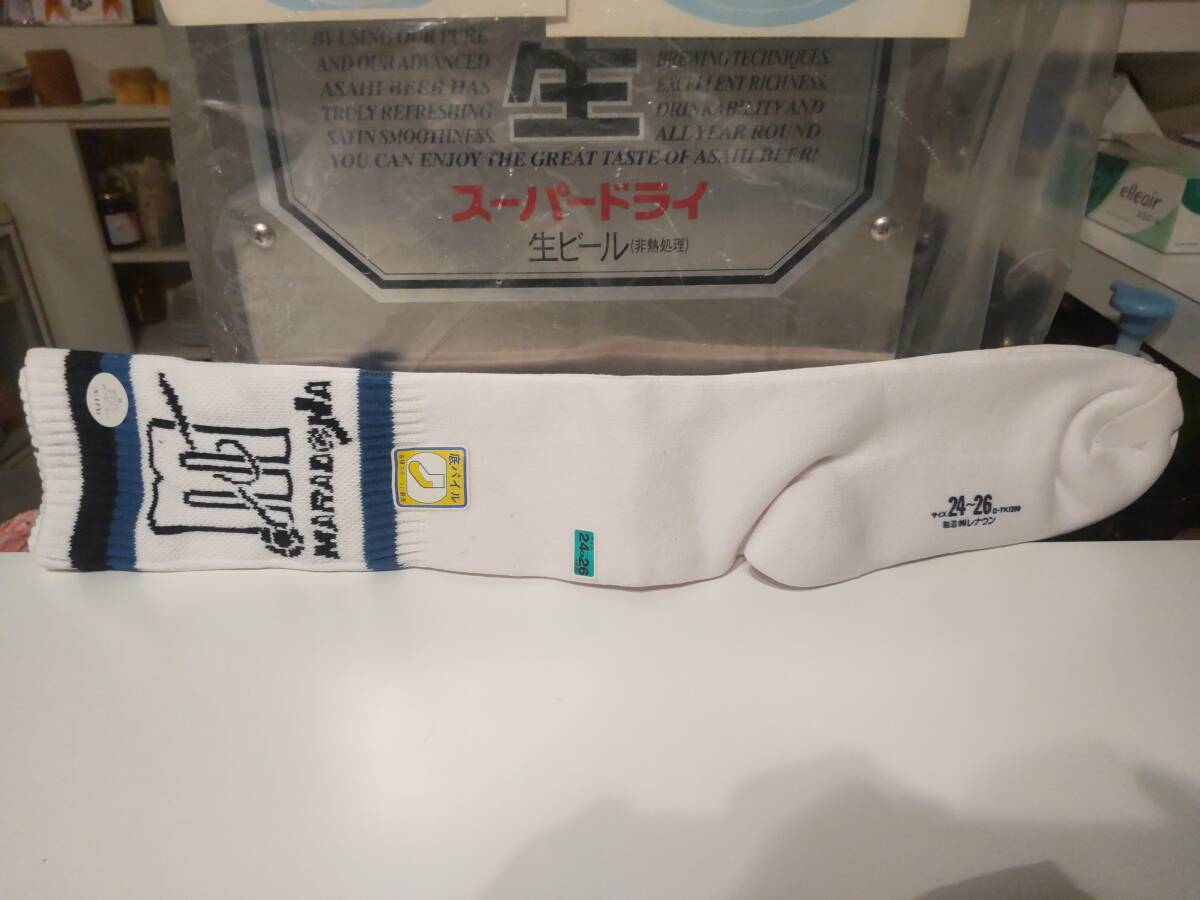 BY USING OUR PURE
AND OUR ADVANCED
ASAHI BEER HAS
TRULY REFRESHING
SATIN SMOOTHNESS.
生
BREWING TECHNIQUES,
EXCELLENT RICHNESS,
DRINKABILITY AND
ALL YEAR ROUND
YOU CAN ENJOY THE GREAT TASTE OF ASAHI BEER!
スーパードライ
生ビール(非熱処理)
elleair
MARADONA
底パイル
24~26
サイズ 24~26 D-TK1200
製造 ㈱レナウン